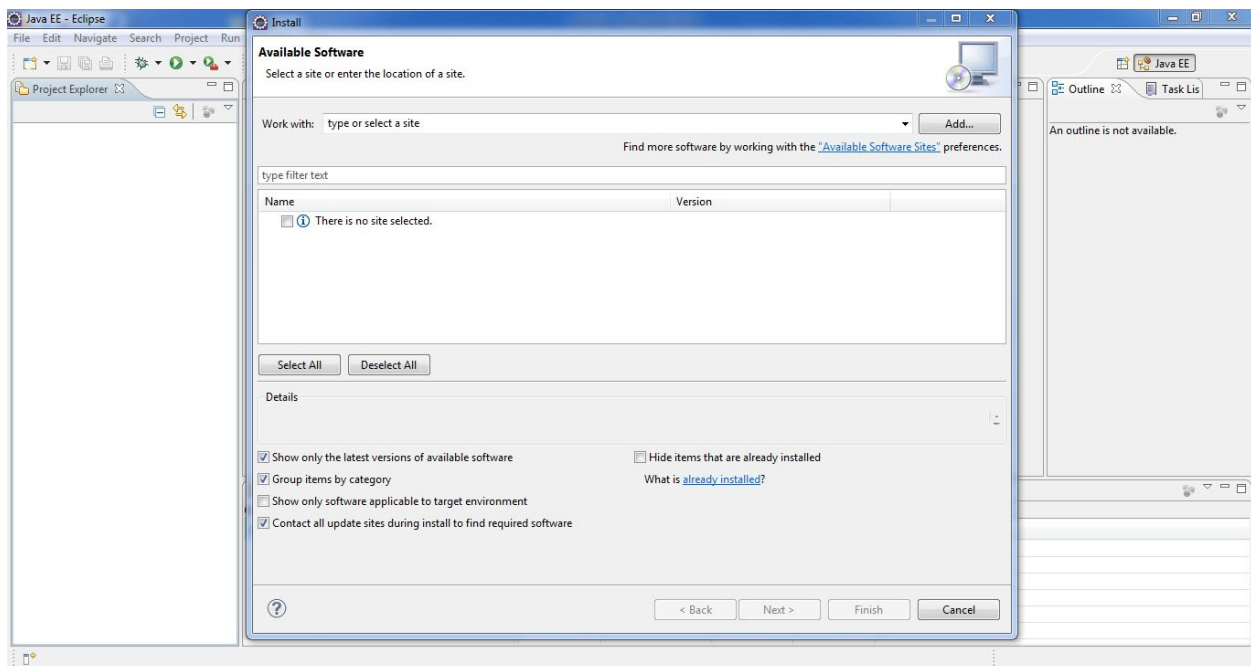 Java EE - Eclipse
File Edit Navigate Search Project Run
Java EE
Project Explorer
Outline
Task Lis
An outline is not available.
Install
Available Software
Select a site or enter the location of a site.
Work with: type or select a site
Add...
Find more software by working with the "Available Software Sites" preferences.
type filter text
Name Version
There is no site selected.
Select All Deselect All
Details
Show only the latest versions of available software
Hide items that are already installed
Group items by category
What is already installed?
Show only software applicable to target environment
Contact all update sites during install to find required software
< Back Next > Finish Cancel